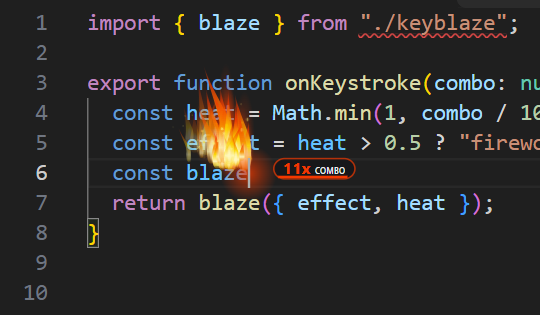 1 import { blaze } from "./keyblaze";
2
3 export function onKeystroke(combo: nu
4 const heat = Math.min(1, combo / 10
5 const effect = heat > 0.5 ? "firewo
6 const blaze 11x COMBO
7 return blaze({ effect, heat });
8 }
9
10